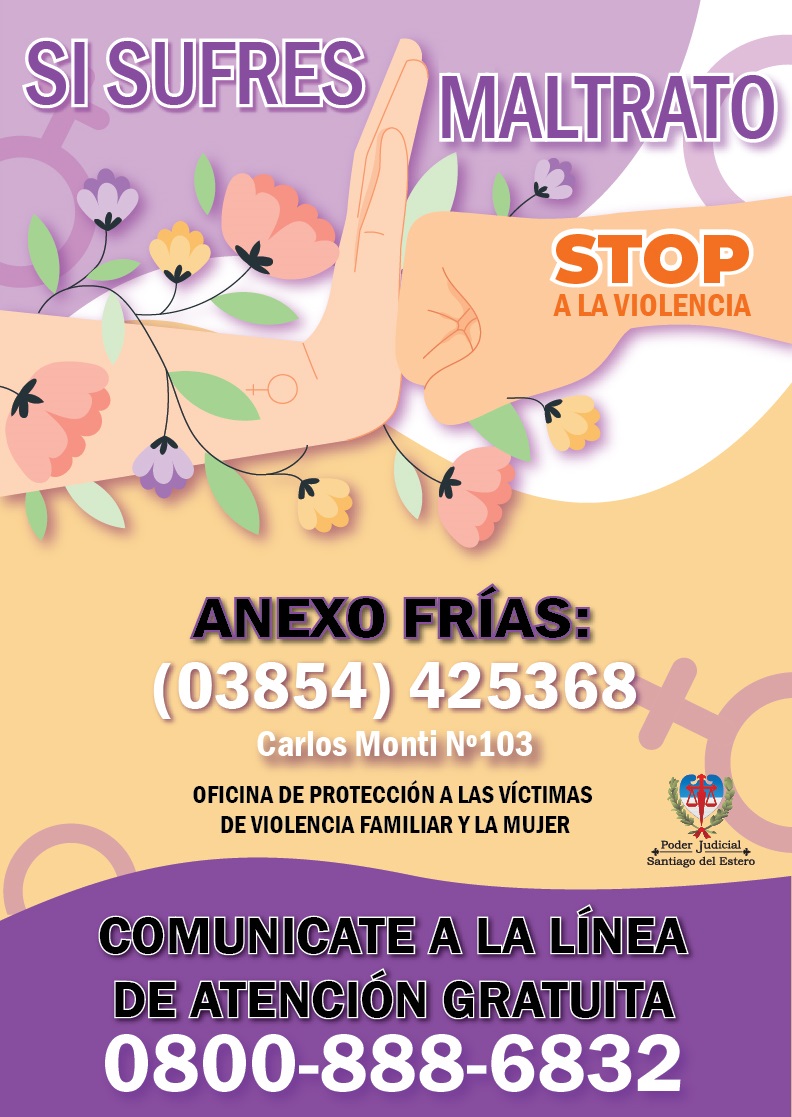 SI SUFRES
MALTRATO
STOP
A LA VIOLENCIA
ANEXO FRÍAS:
(03854) 425368
Carlos Monti Nº103
OFICINA DE PROTECCIÓN A LAS VÍCTIMAS
DE VIOLENCIA FAMILIAR Y LA MUJER
Poder Judicial
Santiago del Estero
COMUNICATE A LA LÍNEA
DE ATENCIÓN GRATUITA
0800-888-6832